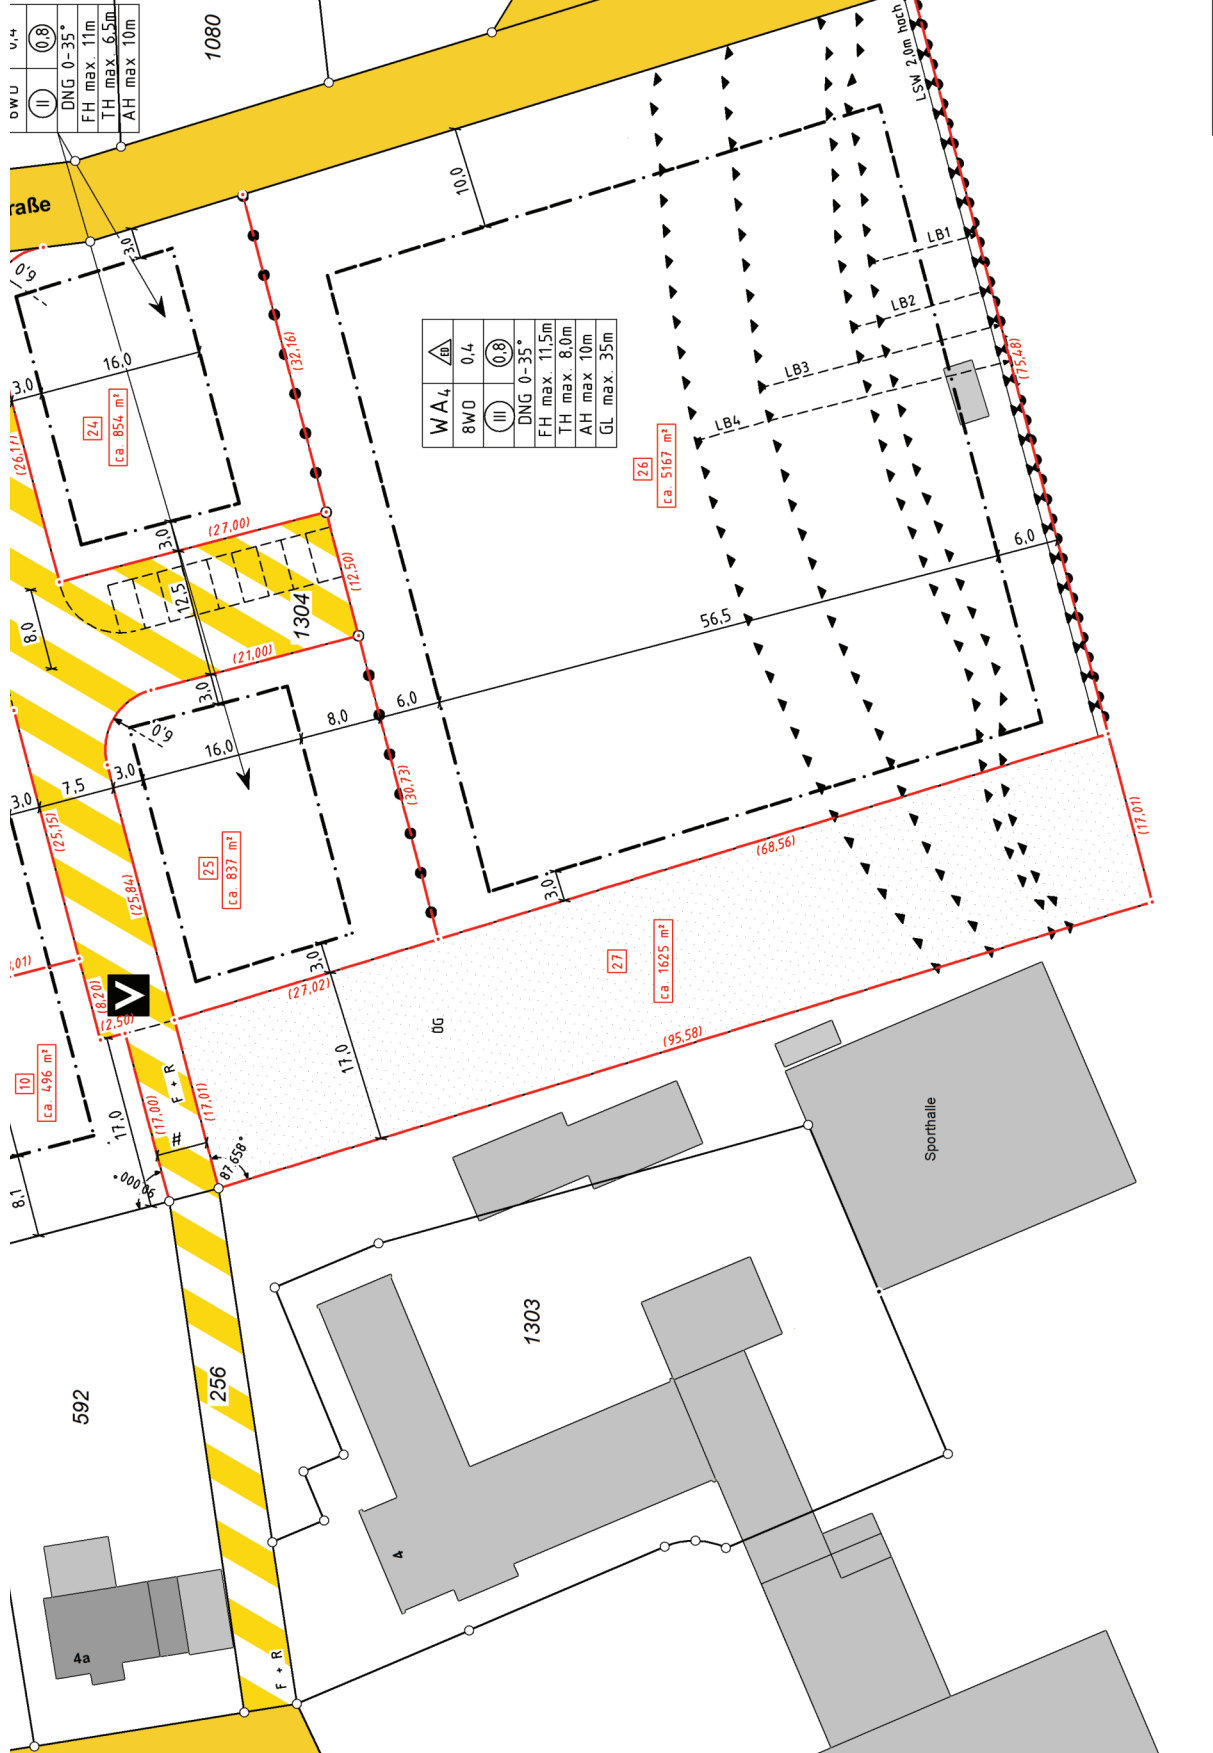 0,4
II
0,8
DNG 0-35°
FH max. 11m
TH max. 6,5m
AH max 10m
1080
raße
3,0
6,0
16,0
3,0
24
ca. 854 m²
(26,17)
(32,16)
10,0
LSW 2,0m hoch
LB1
LB2
LB3
LB4
(75,48)
WA4
ED
8WO
0,4
III
0,8
DNG 0-35°
FH max. 11,5m
TH max. 8,0m
AH max 10m
GL max. 35m
26
ca. 5167 m²
3,0
(27,00)
12,5
1304
(12,50)
8,0
(21,00)
3,0
6,0
56,5
6,0
8,0
16,0
3,0
7,5
3,0
6,0
(25,15)
(25,84)
25
ca. 837 m²
(30,73)
(68,56)
3,0
(17,01)
,01)
(8,20)
V
(2,50)
3,0
(27,02)
27
ca. 1625 m²
10
ca. 496 m²
17,0
(17,00)
F + R
(17,01)
#
17,0
ÖG
(95,58)
8,1
90,000°
87,658°
Sporthalle
592
256
1303
4
4a
F + R